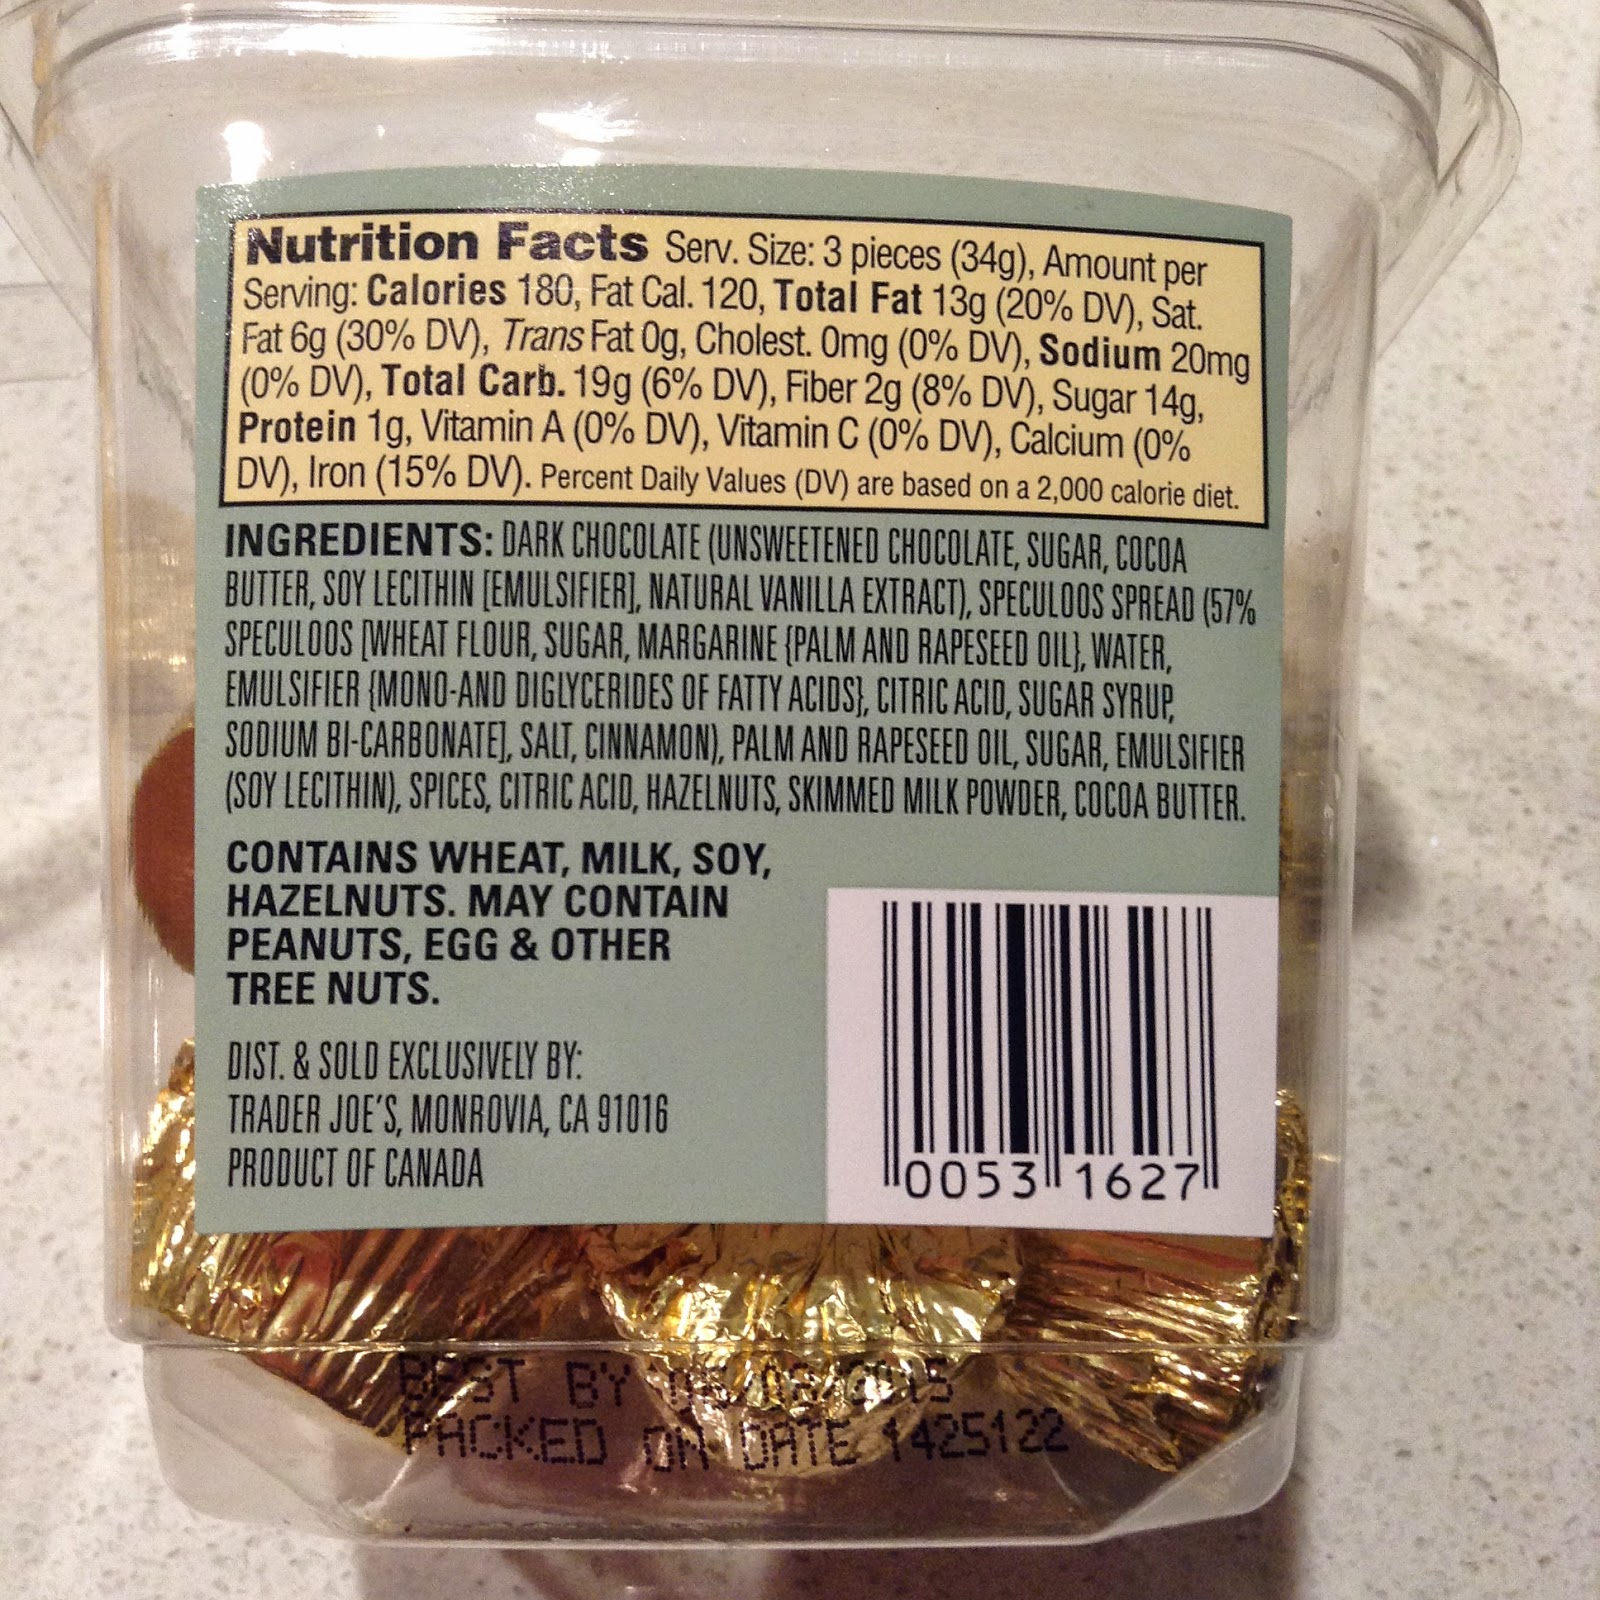 Nutrition Facts Serv. Size: 3 pieces (34g), Amount per
Serving: Calories 180, Fat Cal. 120, Total Fat 13g (20% DV), Sat.
Fat 6g (30% DV), Trans Fat 0g, Cholest. 0mg (0% DV), Sodium 20mg
(0% DV), Total Carb. 19g (6% DV), Fiber 2g (8% DV), Sugar 14g,
Protein 1g, Vitamin A (0% DV), Vitamin C (0% DV), Calcium (0%
DV), Iron (15% DV). Percent Daily Values (DV) are based on a 2,000 calorie diet.
INGREDIENTS: DARK CHOCOLATE (UNSWEETENED CHOCOLATE, SUGAR, COCOA
BUTTER, SOY LECITHIN [EMULSIFIER], NATURAL VANILLA EXTRACT), SPECULOOS SPREAD (57%
SPECULOOS [WHEAT FLOUR, SUGAR, MARGARINE {PALM AND RAPESEED OIL}, WATER,
EMULSIFIER {MONO-AND DIGLYCERIDES OF FATTY ACIDS}, CITRIC ACID, SUGAR SYRUP,
SODIUM BI-CARBONATE], SALT, CINNAMON), PALM AND RAPESEED OIL, SUGAR, EMULSIFIER
(SOY LECITHIN), SPICES, CITRIC ACID, HAZELNUTS, SKIMMED MILK POWDER, COCOA BUTTER.
CONTAINS WHEAT, MILK, SOY,
HAZELNUTS. MAY CONTAIN
PEANUTS, EGG & OTHER
TREE NUTS.
DIST. & SOLD EXCLUSIVELY BY:
TRADER JOE'S, MONROVIA, CA 91016
PRODUCT OF CANADA
0053 1627
BEST BY
PACKED ON DATE 1425122